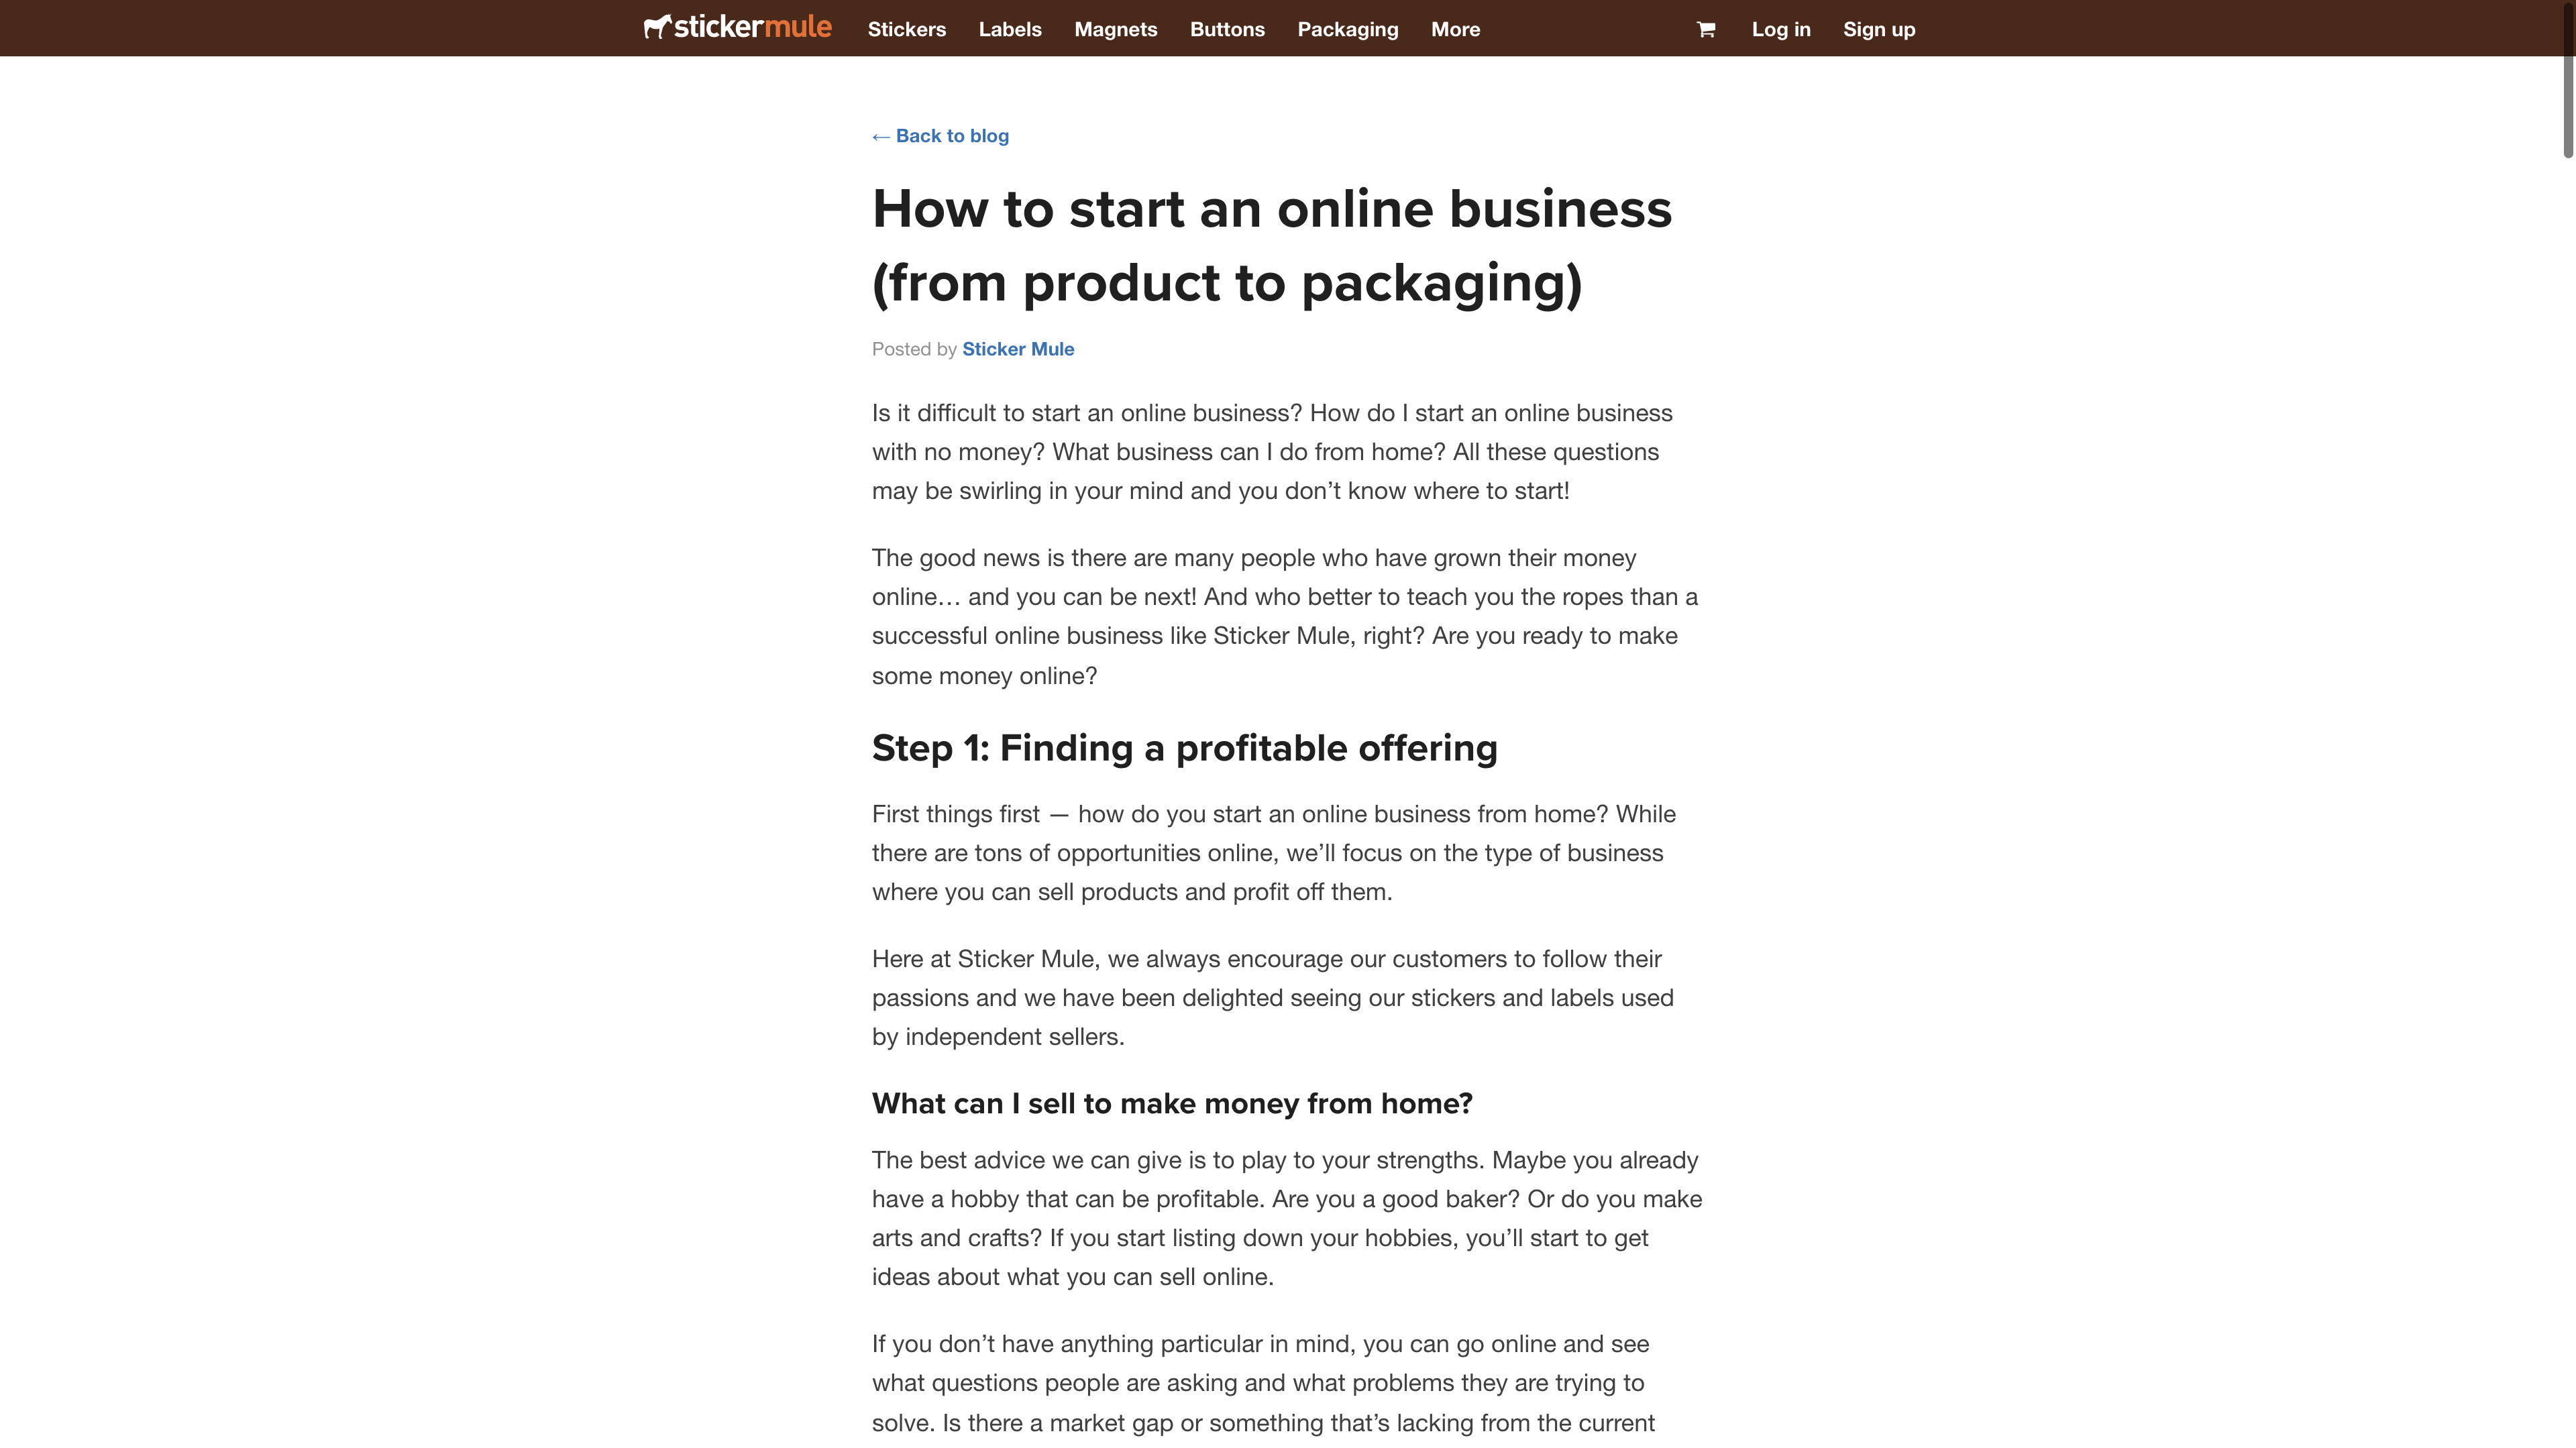 stickermule Stickers Labels Magnets Buttons Packaging More Log in Sign up
← Back to blog
How to start an online business
(from product to packaging)
Posted by Sticker Mule
Is it difficult to start an online business? How do I start an online business
with no money? What business can I do from home? All these questions
may be swirling in your mind and you don’t know where to start!
The good news is there are many people who have grown their money
online… and you can be next! And who better to teach you the ropes than a
successful online business like Sticker Mule, right? Are you ready to make
some money online?
Step 1: Finding a profitable offering
First things first — how do you start an online business from home? While
there are tons of opportunities online, we’ll focus on the type of business
where you can sell products and profit off them.
Here at Sticker Mule, we always encourage our customers to follow their
passions and we have been delighted seeing our stickers and labels used
by independent sellers.
What can I sell to make money from home?
The best advice we can give is to play to your strengths. Maybe you already
have a hobby that can be profitable. Are you a good baker? Or do you make
arts and crafts? If you start listing down your hobbies, you’ll start to get
ideas about what you can sell online.
If you don’t have anything particular in mind, you can go online and see
what questions people are asking and what problems they are trying to
solve. Is there a market gap or something that’s lacking from the current